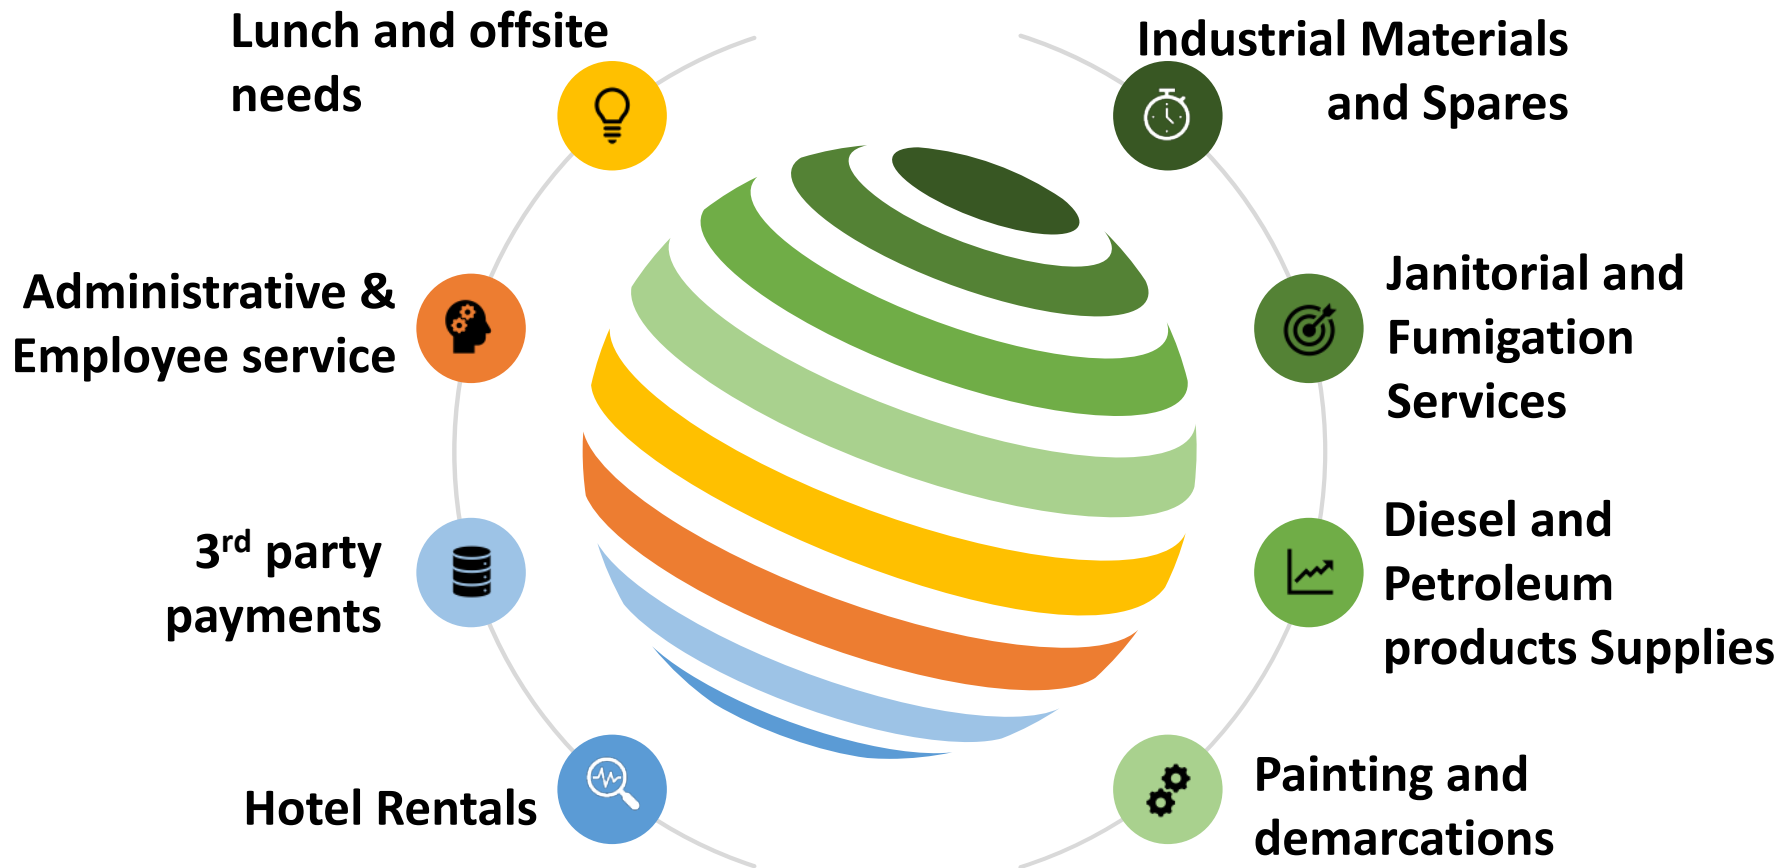 Lunch and offsite
needs
Administrative &
Employee service
3rd party
payments
Hotel Rentals
Industrial Materials
and Spares
Janitorial and
Fumigation
Services
Diesel and
Petroleum
products Supplies
Painting and
demarcations